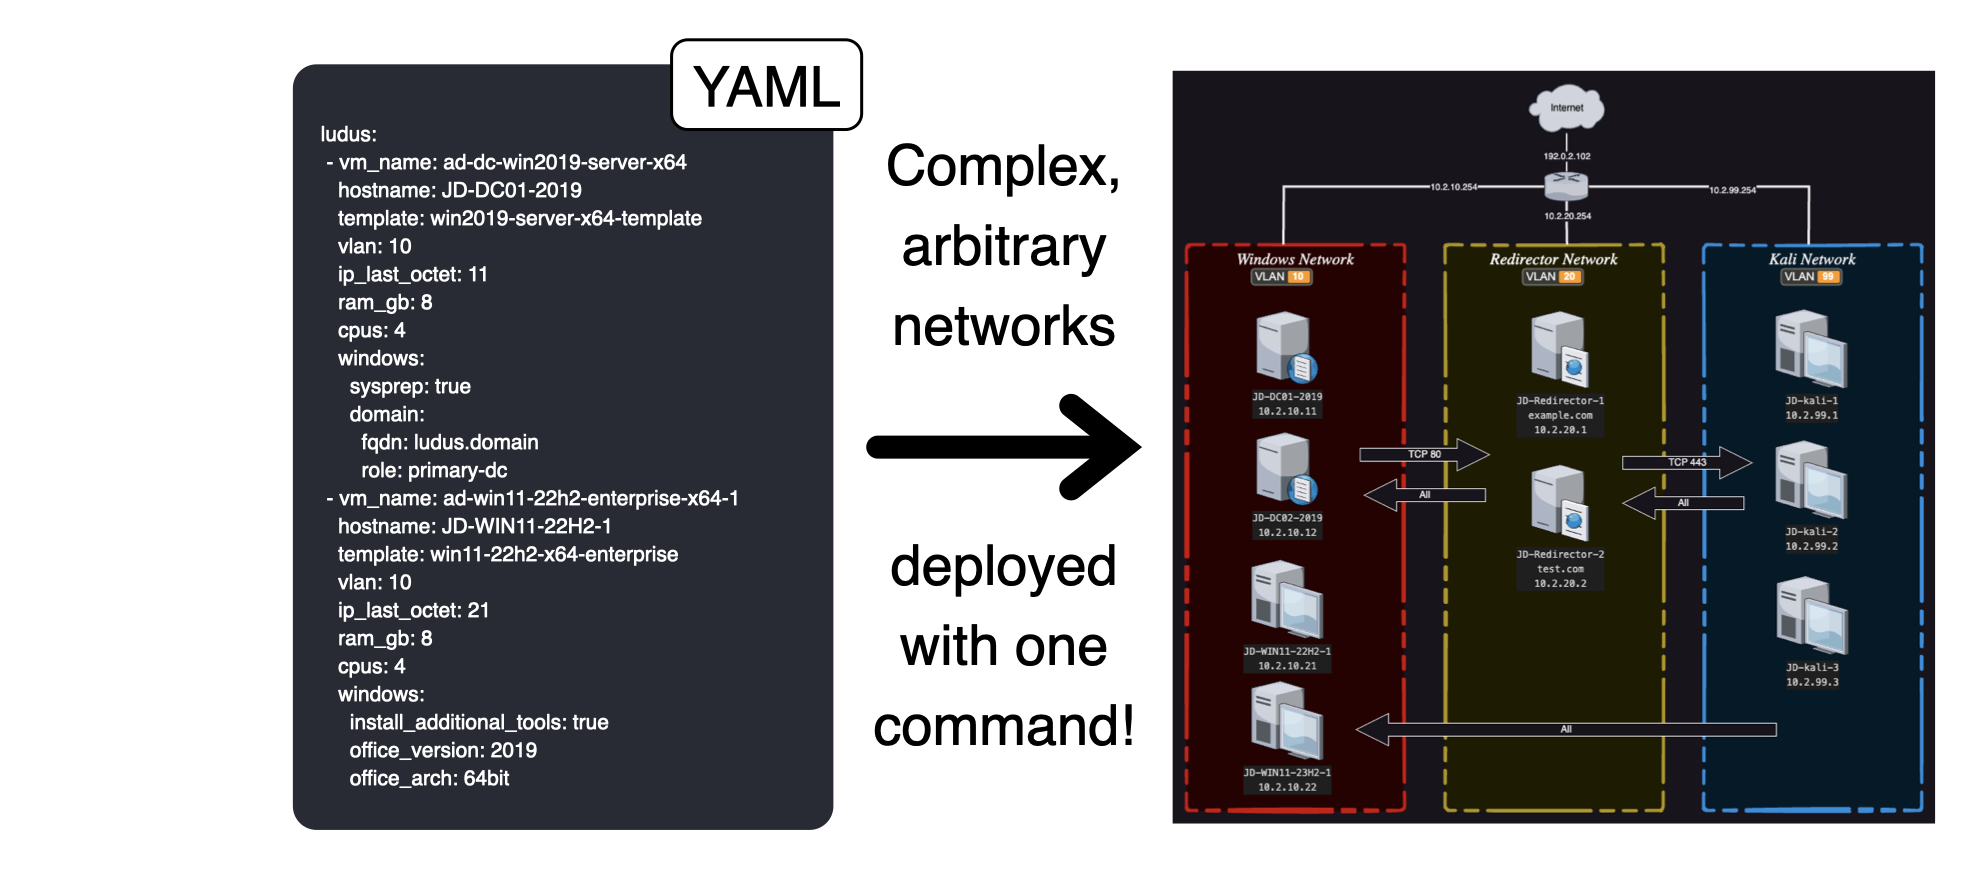 YAML
ludus:
- vm_name: ad-dc-win2019-server-x64
hostname: JD-DC01-2019
template: win2019-server-x64-template
vlan: 10
ip_last_octet: 11
ram_gb: 8
cpus: 4
windows:
sysprep: true
domain:
fqdn: ludus.domain
role: primary-dc
- vm_name: ad-win11-22h2-enterprise-x64-1
hostname: JD-WIN11-22H2-1
template: win11-22h2-x64-enterprise
vlan: 10
ip_last_octet: 21
ram_gb: 8
cpus: 4
windows:
install_additional_tools: true
office_version: 2019
office_arch: 64bit
Complex,
arbitrary
networks
deployed
with one
command!
Internet
192.0.2.102
10.2.10.254
10.2.99.254
10.2.20.254
Windows Network
VLAN 10
JD-DC01-2019
10.2.10.11
JD-DC02-2019
10.2.10.12
JD-WIN11-22H2-1
10.2.10.21
JD-WIN11-23H2-1
10.2.10.22
TCP 80
All
Redirector Network
VLAN 20
JD-Redirector-1
example.com
10.2.20.1
JD-Redirector-2
test.com
10.2.20.2
TCP 443
All
All
Kali Network
VLAN 99
JD-kali-1
10.2.99.1
JD-kali-2
10.2.99.2
JD-kali-3
10.2.99.3